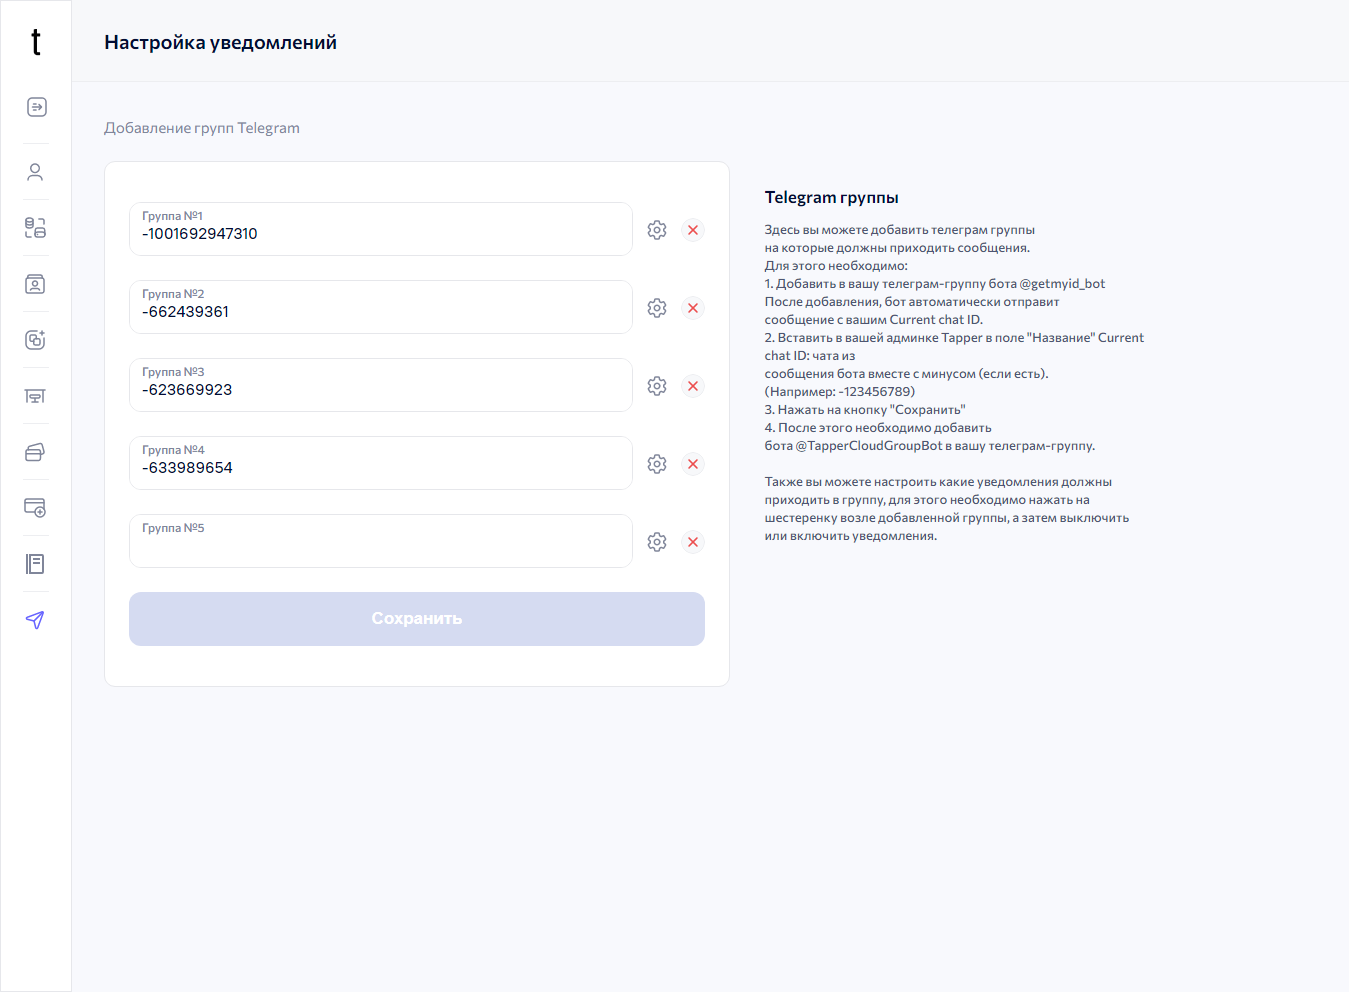 t
Настройка уведомлений
Добавление групп Telegram
Группа №1
-1001692947310
Группа №2
-662439361
Группа №3
-623669923
Группа №4
-633989654
Группа №5
Сохранить
Telegram группы
Здесь вы можете добавить телеграм группы
на которые должны приходить сообщения.
Для этого необходимо:
1. Добавить в вашу телеграм-группу бота @getmyid_bot
После добавления, бот автоматически отправит
сообщение с вашим Current chat ID.
2. Вставить в вашей админке Tapper в поле "Название" Current
chat ID: чата из
сообщения бота вместе с минусом (если есть).
(Например: -123456789)
3. Нажать на кнопку "Сохранить"
4. После этого необходимо добавить
бота @TapperCloudGroupBot в вашу телеграм-группу.
Также вы можете настроить какие уведомления должны
приходить в группу, для этого необходимо нажать на
шестеренку возле добавленной группы, а затем выключить
или включить уведомления.